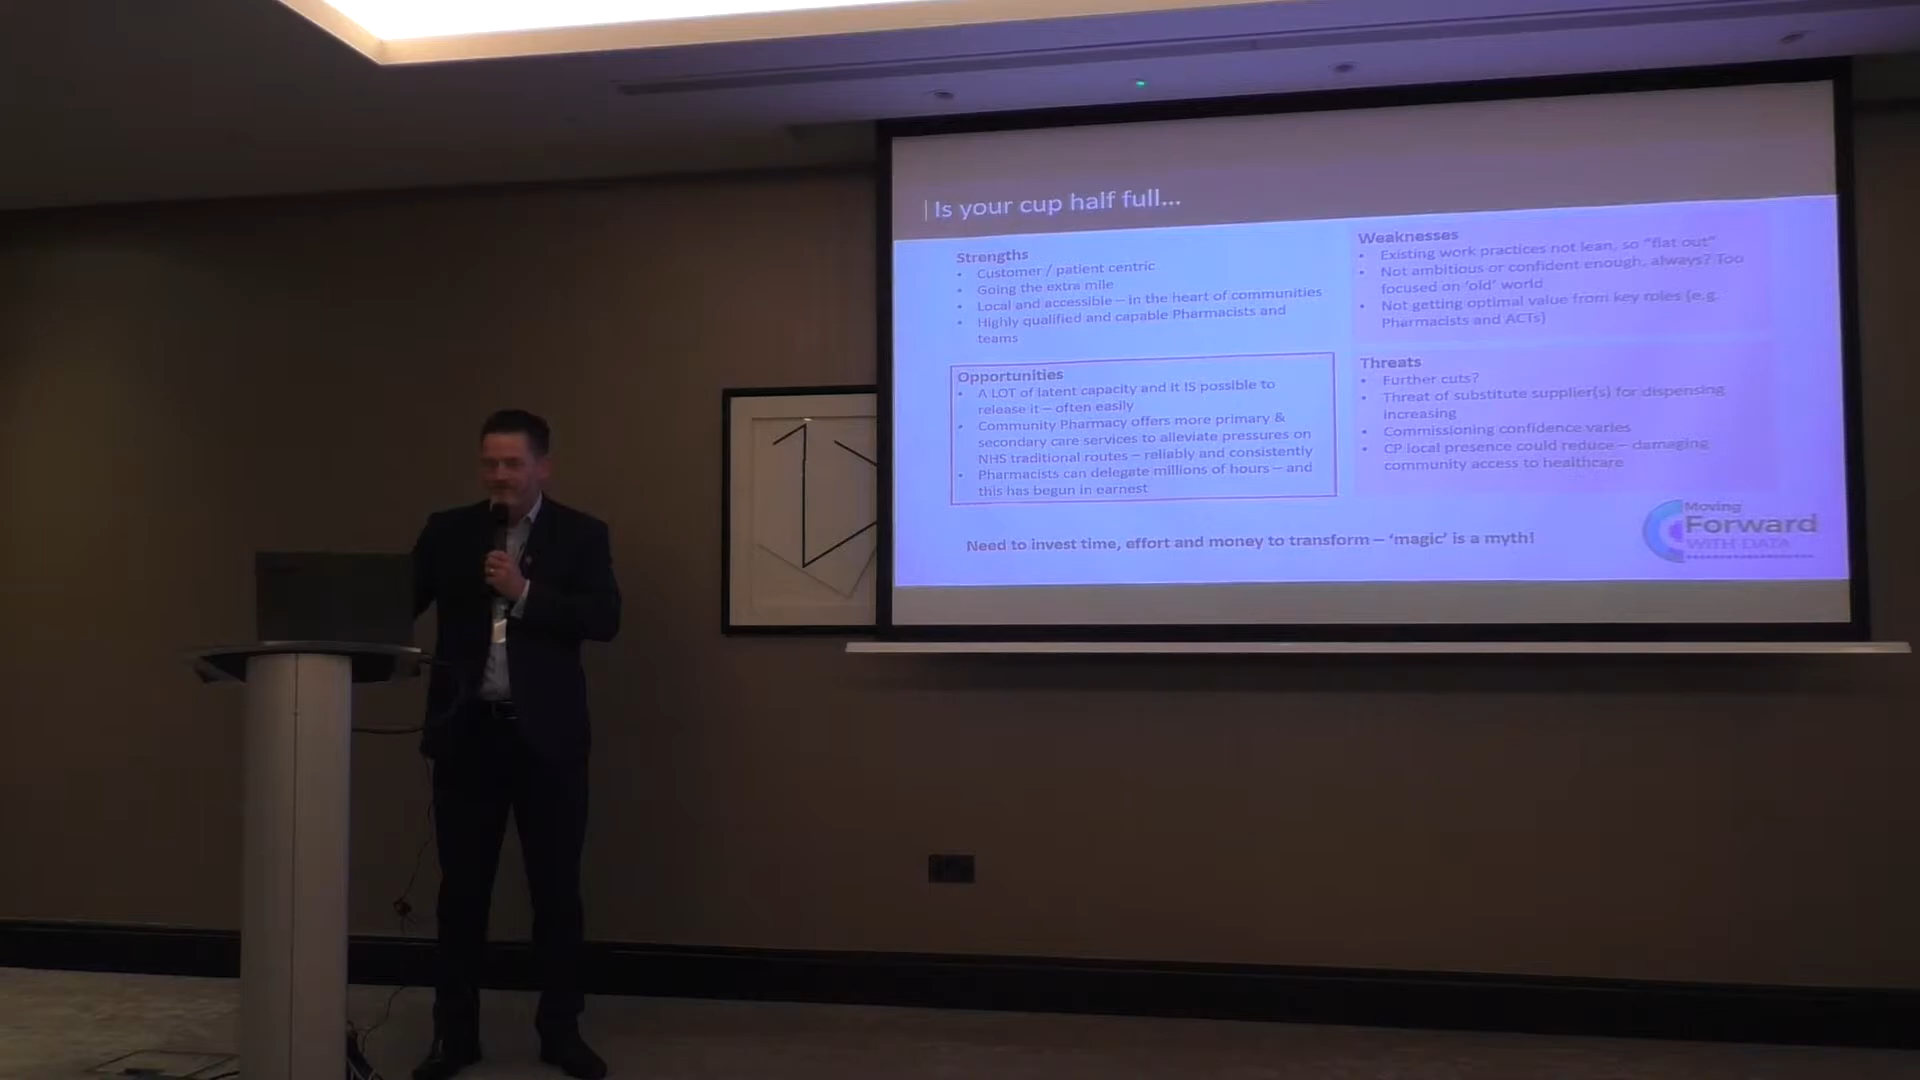 Is your cup half full...
Strengths
• Customer / patient centric
• Going the extra mile
• Local and accessible – in the heart of communities
• Highly qualified and capable Pharmacists and
teams
Weaknesses
• Existing work practices not lean, so "flat out"
• Not ambitious or confident enough, always? Too
focused on 'old' world
• Not getting optimal value from key roles (e.g.
Pharmacists and ACTs)
Opportunities
• A LOT of latent capacity and it IS possible to
release it – often easily
• Community Pharmacy offers more primary &
secondary care services to alleviate pressures on
NHS traditional routes – reliably and consistently
• Pharmacists can delegate millions of hours – and
this has begun in earnest
Threats
• Further cuts?
• Threat of substitute supplier(s) for dispensing
increasing
• Commissioning confidence varies
• CP local presence could reduce – damaging
community access to healthcare
Need to invest time, effort and money to transform – 'magic' is a myth!
Moving
Forward
WITH DATA